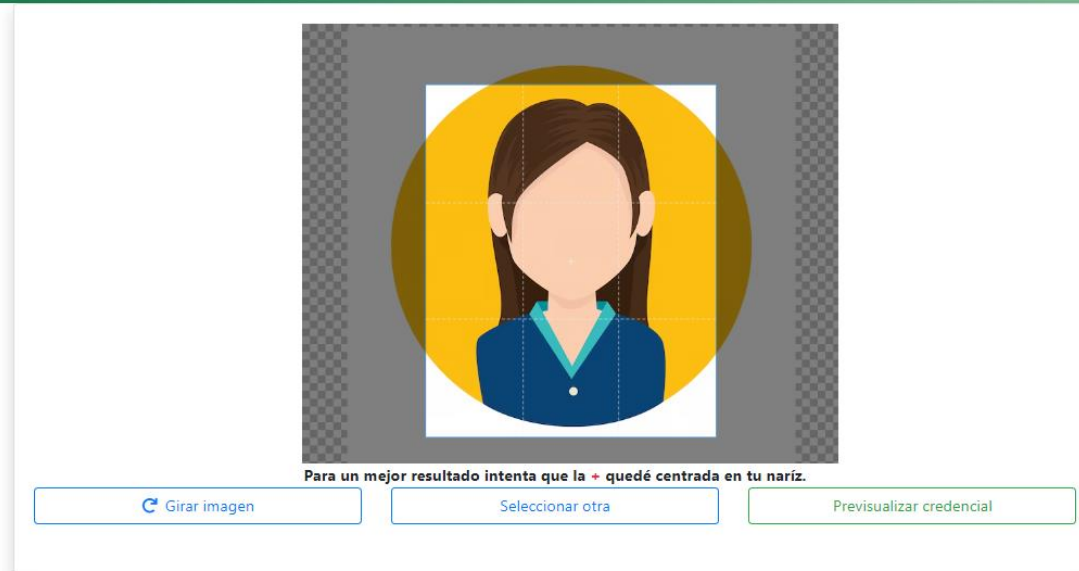 Para un mejor resultado intenta que la + quedé centrada en tu naríz.
Girar imagen
Seleccionar otra
Previsualizar credencial